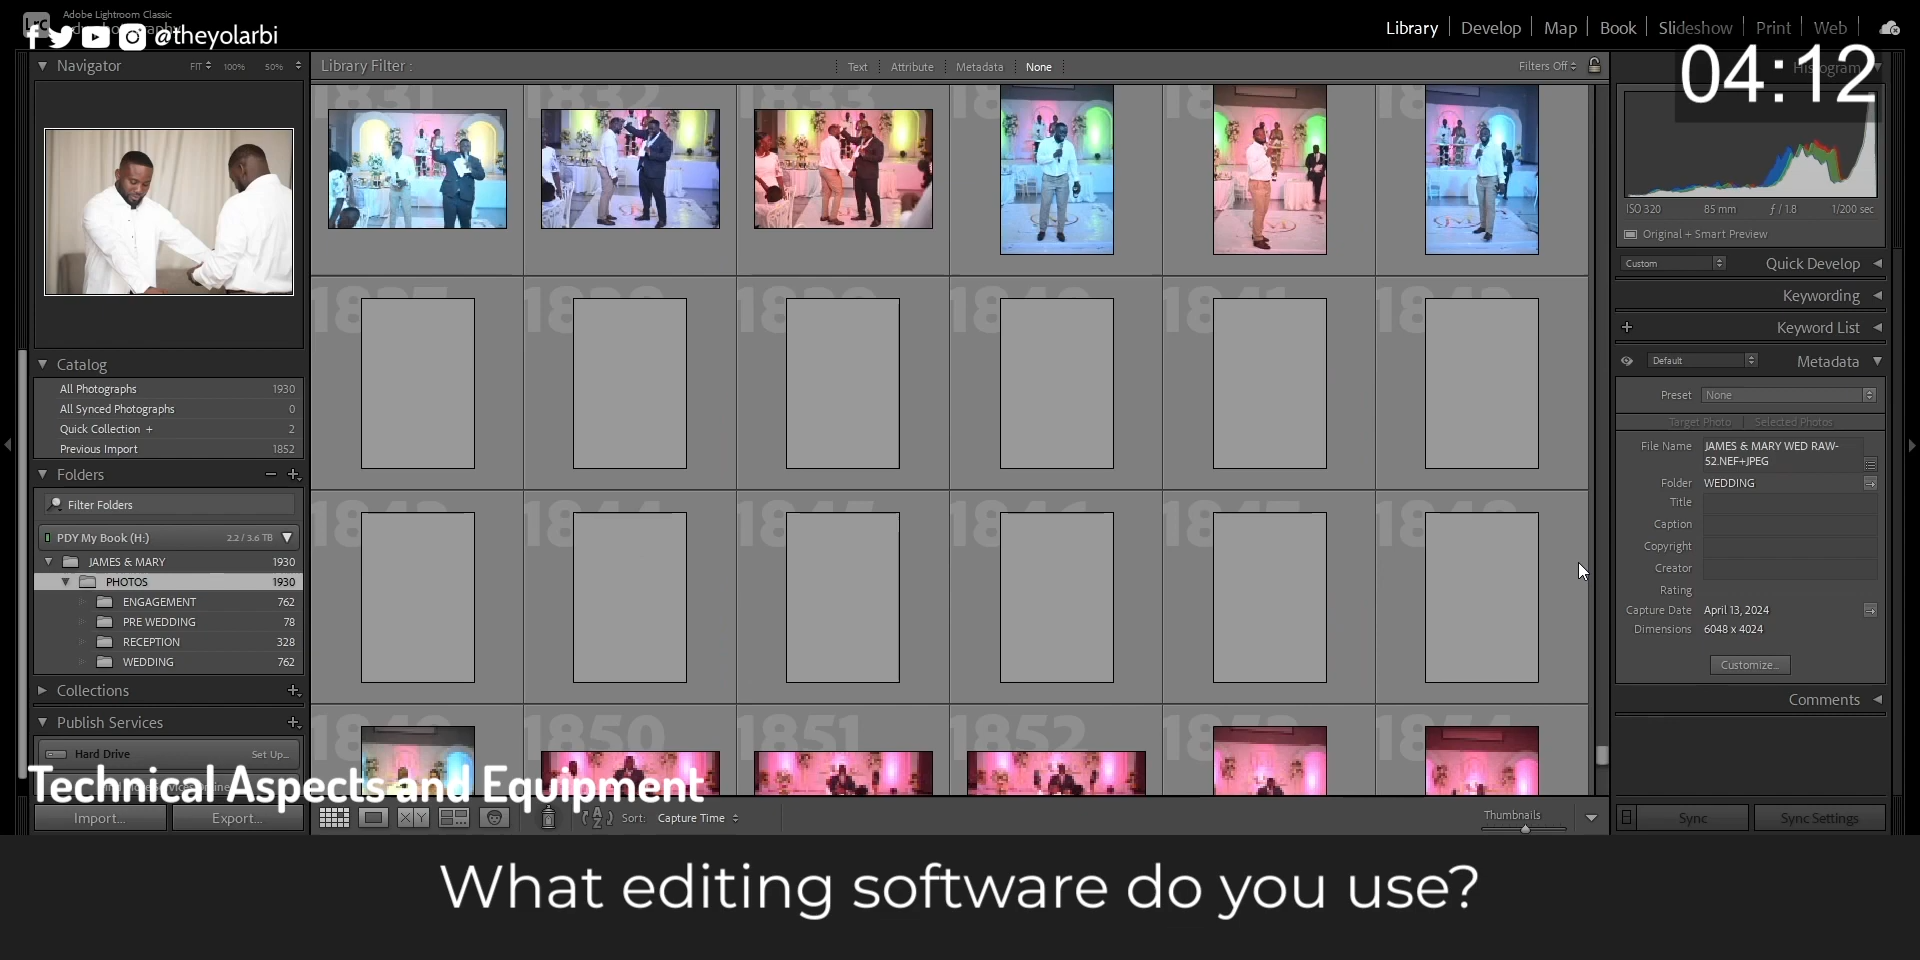 Adobe Lightroom Classic
@theyolarbi
Library | Develop | Map | Book | Slideshow | Print | Web
04:12
Navigator FIT 100% 50%
Library Filter : Text Attribute Metadata None Filters Off
Histogram
1831 1832 1833
ISO 320 85 mm ƒ / 1.8 1/200 sec
Original + Smart Preview
Custom Quick Develop
Keywording
Keyword List
Default Metadata
Preset None
Target Photo Selected Photos
File Name JAMES & MARY WED RAW-
52.NEF+JPEG
Folder WEDDING
Title
Caption
Copyright
Creator
Rating
Capture Date April 13, 2024
Dimensions 6048 x 4024
Customize...
Comments
Catalog
All Photographs 1930
All Synced Photographs 0
Quick Collection + 2
Previous Import 1852
Folders
Filter Folders
PDY My Book (H:) 2.2 / 3.6 TB
JAMES & MARY 1930
PHOTOS 1930
ENGAGEMENT 762
PRE WEDDING 78
RECEPTION 328
WEDDING 762
Collections
Publish Services
Hard Drive Set Up...
1850 1851 1852
Technical Aspects and Equipment
Import... Export...
Sort: Capture Time
Thumbnails
Sync Sync Settings
What editing software do you use?